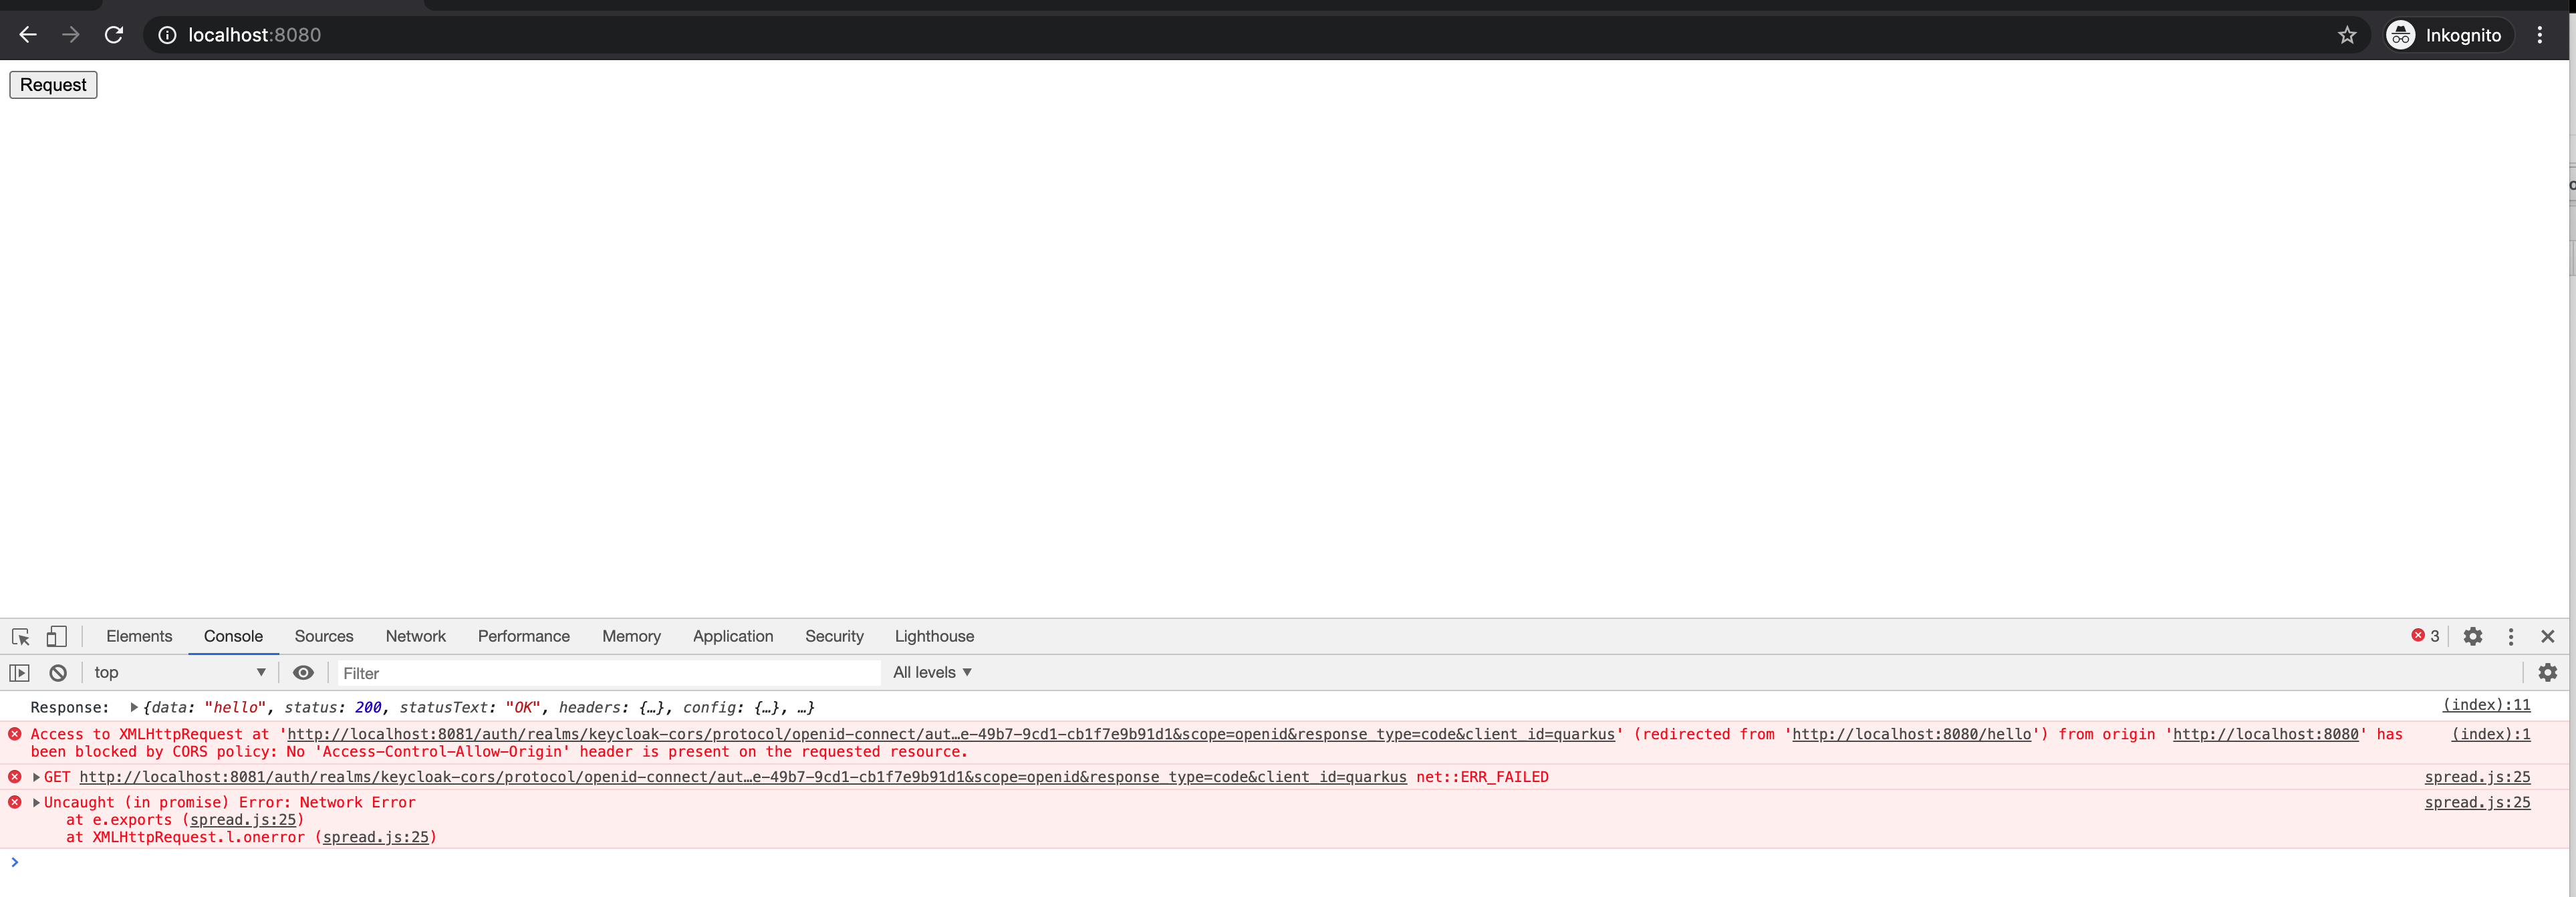 localhost:8080
Inkognito
Request
Elements Console Sources Network Performance Memory Application Security Lighthouse 3
top Filter All levels
Response: {data: "hello", status: 200, statusText: "OK", headers: {…}, config: {…}, …} (index):11
Access to XMLHttpRequest at 'http://localhost:8081/auth/realms/keycloak-cors/protocol/openid-connect/aut…e-49b7-9cd1-cb1f7e9b91d1&scope=openid&response_type=code&client_id=quarkus' (redirected from 'http://localhost:8080/hello') from origin 'http://localhost:8080' has (index):1
been blocked by CORS policy: No 'Access-Control-Allow-Origin' header is present on the requested resource.
GET http://localhost:8081/auth/realms/keycloak-cors/protocol/openid-connect/aut…e-49b7-9cd1-cb1f7e9b91d1&scope=openid&response_type=code&client_id=quarkus net::ERR_FAILED spread.js:25
Uncaught (in promise) Error: Network Error spread.js:25
at e.exports (spread.js:25)
at XMLHttpRequest.l.onerror (spread.js:25)